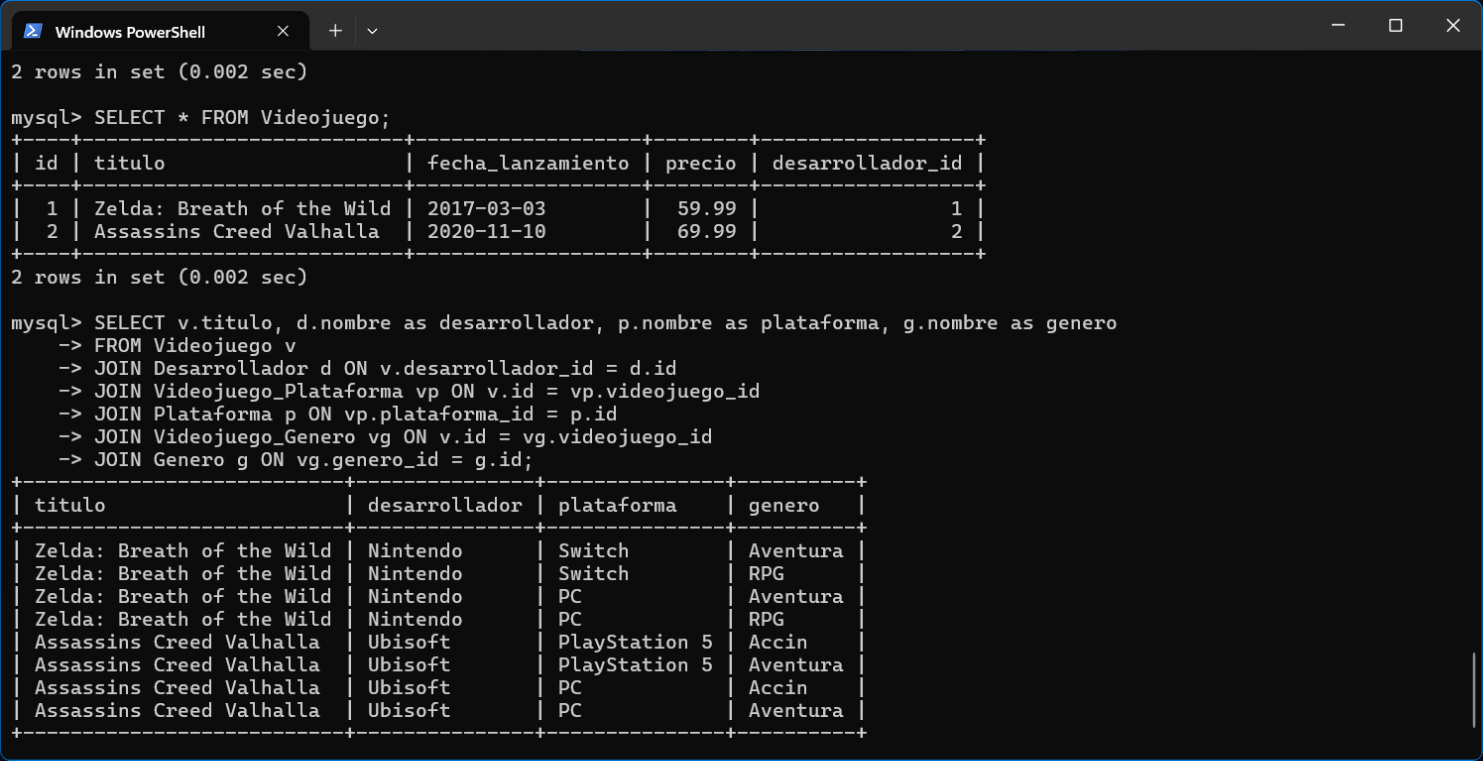 Windows PowerShell
2 rows in set (0.002 sec)
mysql> SELECT * FROM Videojuego;
+----+---------------------------+-------------------+--------+------------------+
| id | titulo                    | fecha_lanzamiento | precio | desarrollador_id |
+----+---------------------------+-------------------+--------+------------------+
|  1 | Zelda: Breath of the Wild | 2017-03-03        |  59.99 |                1 |
|  2 | Assassins Creed Valhalla  | 2020-11-10        |  69.99 |                2 |
+----+---------------------------+-------------------+--------+------------------+
2 rows in set (0.002 sec)
mysql> SELECT v.titulo, d.nombre as desarrollador, p.nombre as plataforma, g.nombre as genero
    -> FROM Videojuego v
    -> JOIN Desarrollador d ON v.desarrollador_id = d.id
    -> JOIN Videojuego_Plataforma vp ON v.id = vp.videojuego_id
    -> JOIN Plataforma p ON vp.plataforma_id = p.id
    -> JOIN Videojuego_Genero vg ON v.id = vg.videojuego_id
    -> JOIN Genero g ON vg.genero_id = g.id;
+---------------------------+---------------+---------------+----------+
| titulo                    | desarrollador | plataforma    | genero   |
+---------------------------+---------------+---------------+----------+
| Zelda: Breath of the Wild | Nintendo      | Switch        | Aventura |
| Zelda: Breath of the Wild | Nintendo      | Switch        | RPG      |
| Zelda: Breath of the Wild | Nintendo      | PC            | Aventura |
| Zelda: Breath of the Wild | Nintendo      | PC            | RPG      |
| Assassins Creed Valhalla  | Ubisoft       | PlayStation 5 | Accin    |
| Assassins Creed Valhalla  | Ubisoft       | PlayStation 5 | Aventura |
| Assassins Creed Valhalla  | Ubisoft       | PC            | Accin    |
| Assassins Creed Valhalla  | Ubisoft       | PC            | Aventura |
+---------------------------+---------------+---------------+----------+